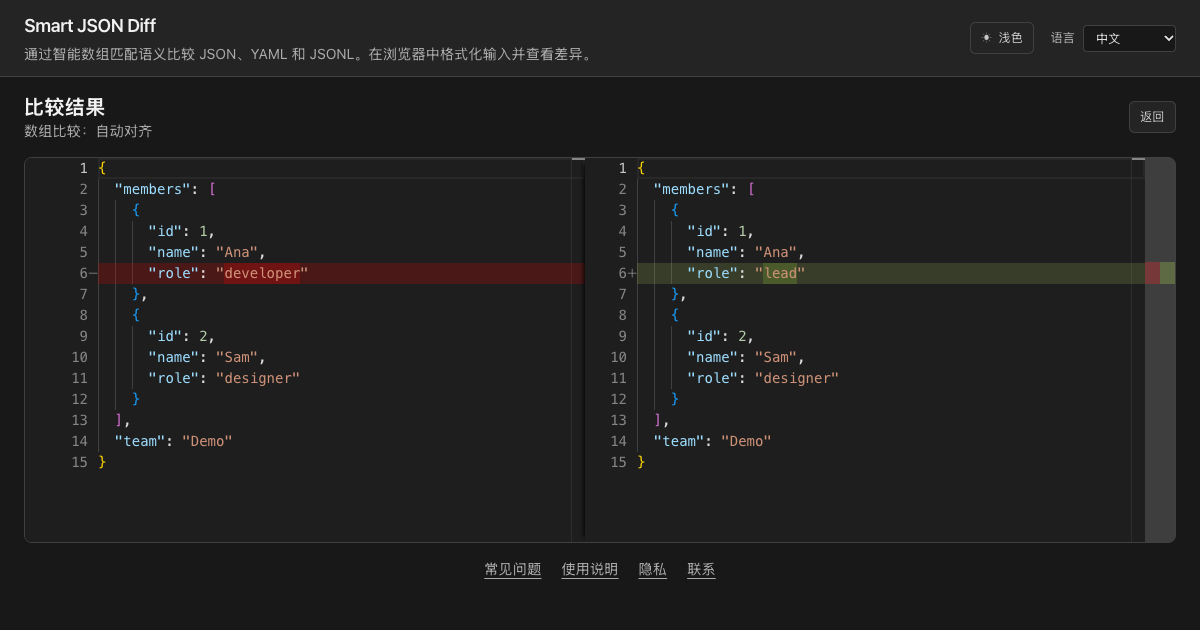 Smart JSON Diff
通过智能数组匹配语义比较 JSON、YAML 和 JSONL。在浏览器中格式化输入并查看差异。
浅色
语言
中文
比较结果
数组比较：自动对齐
返回
1 {
2 "members": [
3 {
4 "id": 1,
5 "name": "Ana",
6− "role": "developer"
7 },
8 {
9 "id": 2,
10 "name": "Sam",
11 "role": "designer"
12 }
13 ],
14 "team": "Demo"
15 }
1 {
2 "members": [
3 {
4 "id": 1,
5 "name": "Ana",
6+ "role": "lead"
7 },
8 {
9 "id": 2,
10 "name": "Sam",
11 "role": "designer"
12 }
13 ],
14 "team": "Demo"
15 }
常见问题 使用说明 隐私 联系